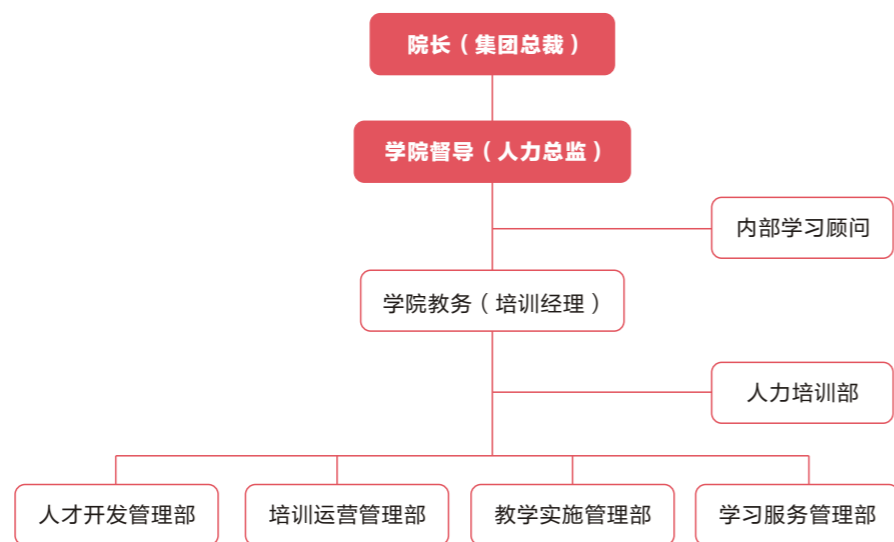 院长（集团总裁）
学院督导（人力总监）
内部学习顾问
学院教务（培训经理）
人力培训部
人才开发管理部
培训运营管理部
教学实施管理部
学习服务管理部